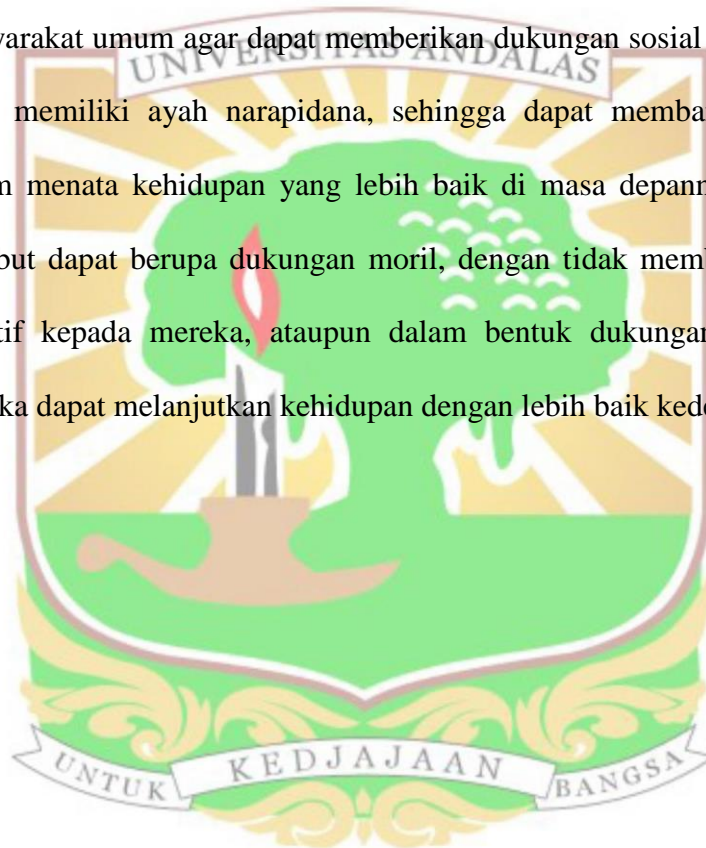 yarakat umum agar dapat memberikan dukungan sosial
UNIVERSITAS ANDALAS
memiliki ayah narapidana, sehingga dapat memba
m menata kehidupan yang lebih baik di masa depann
but dapat berupa dukungan moril, dengan tidak memb
tif kepada mereka, ataupun dalam bentuk dukungan
ka dapat melanjutkan kehidupan dengan lebih baik ked
UNTUK KEDJAJAAN BANGSA